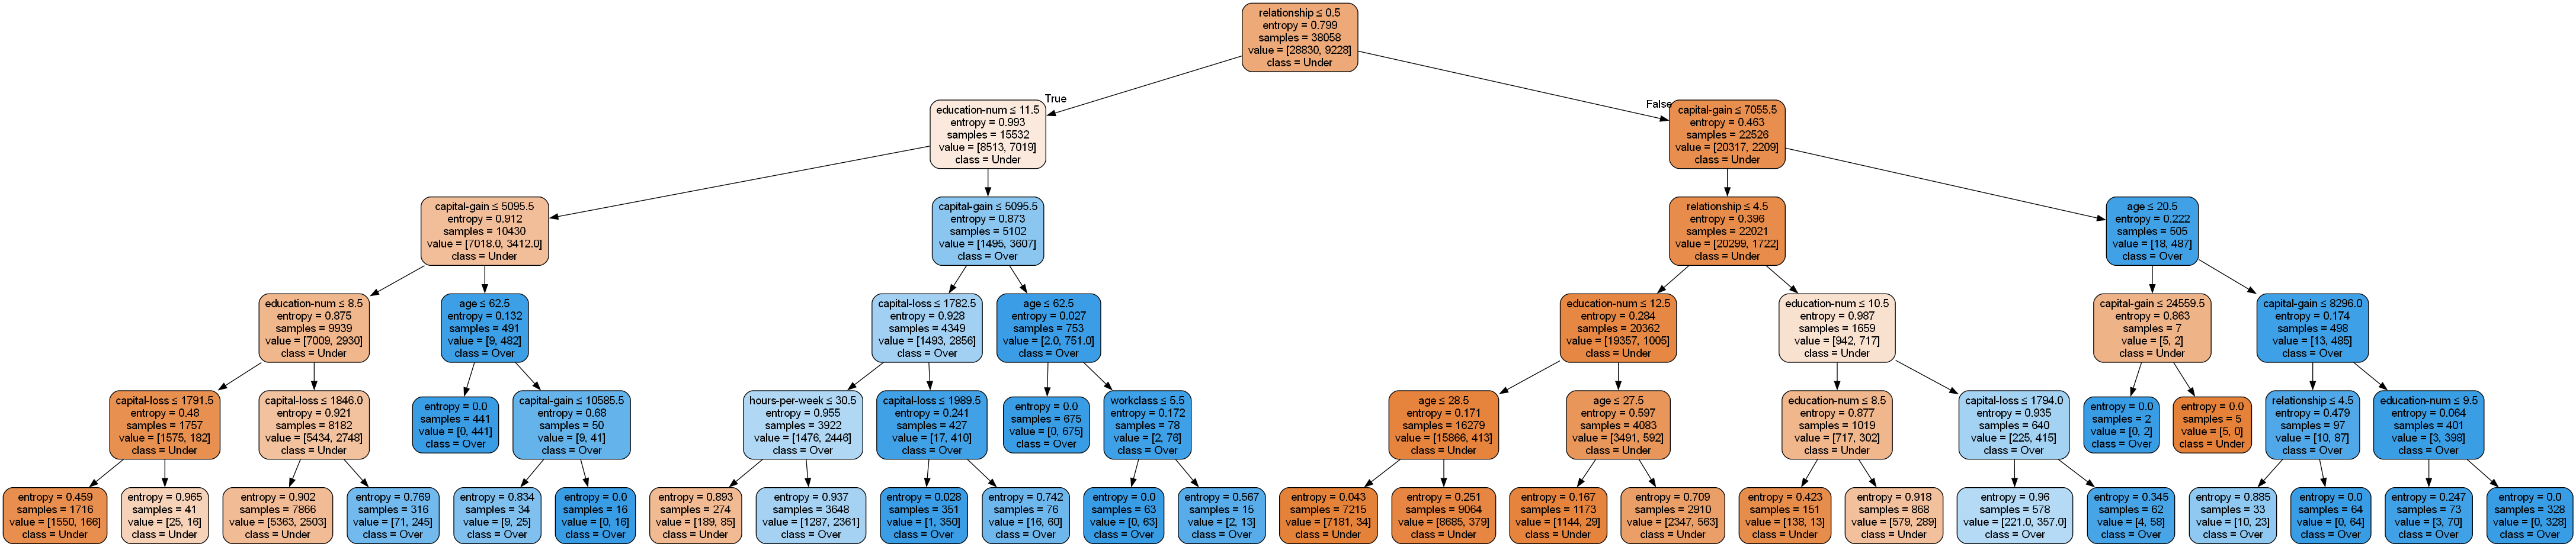 relationship ≤ 0.5
entropy = 0.799
samples = 38058
value = [28830, 9228]
class = Under
True
False
education-num ≤ 11.5
entropy = 0.993
samples = 15532
value = [8513, 7019]
class = Under
capital-gain ≤ 7055.5
entropy = 0.463
samples = 22526
value = [20317, 2209]
class = Under
capital-gain ≤ 5095.5
entropy = 0.912
samples = 10430
value = [7018.0, 3412.0]
class = Under
capital-gain ≤ 5095.5
entropy = 0.873
samples = 5102
value = [1495, 3607]
class = Over
relationship ≤ 4.5
entropy = 0.396
samples = 22021
value = [20299, 1722]
class = Under
age ≤ 20.5
entropy = 0.222
samples = 505
value = [18, 487]
class = Over
education-num ≤ 8.5
entropy = 0.875
samples = 9939
value = [7009, 2930]
class = Under
age ≤ 62.5
entropy = 0.132
samples = 491
value = [9, 482]
class = Over
capital-loss ≤ 1782.5
entropy = 0.928
samples = 4349
value = [1493, 2856]
class = Over
age ≤ 62.5
entropy = 0.027
samples = 753
value = [2.0, 751.0]
class = Over
education-num ≤ 12.5
entropy = 0.284
samples = 20362
value = [19357, 1005]
class = Under
education-num ≤ 10.5
entropy = 0.987
samples = 1659
value = [942, 717]
class = Under
capital-gain ≤ 24559.5
entropy = 0.863
samples = 7
value = [5, 2]
class = Under
capital-gain ≤ 8296.0
entropy = 0.174
samples = 498
value = [13, 485]
class = Over
capital-loss ≤ 1791.5
entropy = 0.48
samples = 1757
value = [1575, 182]
class = Under
capital-loss ≤ 1846.0
entropy = 0.921
samples = 8182
value = [5434, 2748]
class = Under
entropy = 0.0
samples = 441
value = [0, 441]
class = Over
capital-gain ≤ 10585.5
entropy = 0.68
samples = 50
value = [9, 41]
class = Over
hours-per-week ≤ 30.5
entropy = 0.955
samples = 3922
value = [1476, 2446]
class = Over
capital-loss ≤ 1989.5
entropy = 0.241
samples = 427
value = [17, 410]
class = Over
entropy = 0.0
samples = 675
value = [0, 675]
class = Over
workclass ≤ 5.5
entropy = 0.172
samples = 78
value = [2, 76]
class = Over
age ≤ 28.5
entropy = 0.171
samples = 16279
value = [15866, 413]
class = Under
age ≤ 27.5
entropy = 0.597
samples = 4083
value = [3491, 592]
class = Under
education-num ≤ 8.5
entropy = 0.877
samples = 1019
value = [717, 302]
class = Under
capital-loss ≤ 1794.0
entropy = 0.935
samples = 640
value = [225, 415]
class = Over
entropy = 0.0
samples = 2
value = [0, 2]
class = Over
entropy = 0.0
samples = 5
value = [5, 0]
class = Under
relationship ≤ 4.5
entropy = 0.479
samples = 97
value = [10, 87]
class = Over
education-num ≤ 9.5
entropy = 0.064
samples = 401
value = [3, 398]
class = Over
entropy = 0.459
samples = 1716
value = [1550, 166]
class = Under
entropy = 0.965
samples = 41
value = [25, 16]
class = Under
entropy = 0.902
samples = 7866
value = [5363, 2503]
class = Under
entropy = 0.769
samples = 316
value = [71, 245]
class = Over
entropy = 0.834
samples = 34
value = [9, 25]
class = Over
entropy = 0.0
samples = 16
value = [0, 16]
class = Over
entropy = 0.893
samples = 274
value = [189, 85]
class = Under
entropy = 0.937
samples = 3648
value = [1287, 2361]
class = Over
entropy = 0.028
samples = 351
value = [1, 350]
class = Over
entropy = 0.742
samples = 76
value = [16, 60]
class = Over
entropy = 0.0
samples = 63
value = [0, 63]
class = Over
entropy = 0.567
samples = 15
value = [2, 13]
class = Over
entropy = 0.043
samples = 7215
value = [7181, 34]
class = Under
entropy = 0.251
samples = 9064
value = [8685, 379]
class = Under
entropy = 0.167
samples = 1173
value = [1144, 29]
class = Under
entropy = 0.709
samples = 2910
value = [2347, 563]
class = Under
entropy = 0.423
samples = 151
value = [138, 13]
class = Under
entropy = 0.918
samples = 868
value = [579, 289]
class = Under
entropy = 0.96
samples = 578
value = [221.0, 357.0]
class = Over
entropy = 0.345
samples = 62
value = [4, 58]
class = Over
entropy = 0.885
samples = 33
value = [10, 23]
class = Over
entropy = 0.0
samples = 64
value = [0, 64]
class = Over
entropy = 0.247
samples = 73
value = [3, 70]
class = Over
entropy = 0.0
samples = 328
value = [0, 328]
class = Over